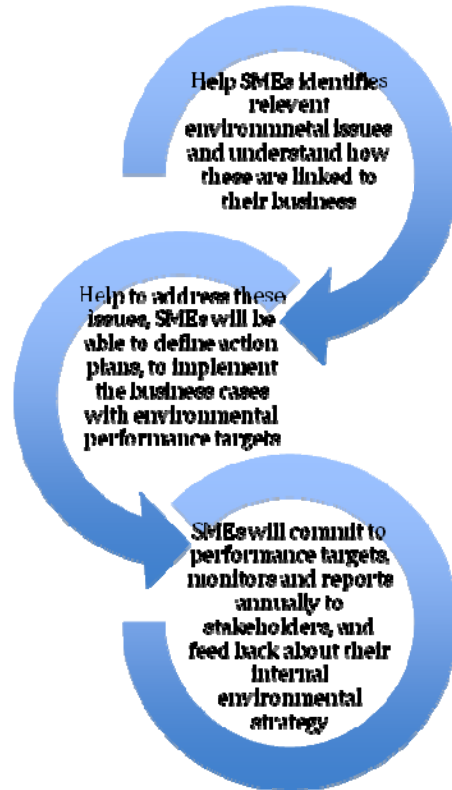 Help SMEs identifies
relevent
environmnetal issues
and understand how
these are linked to
their business
Help to address these
issues, SMEs will be
able to define action
plans, to implement
the business cases
with environmental
performance targets
SMEs will commit to
performance targets,
monitors and reports
annually to
stakeholders, and
feed back about their
internal
environmental
strategy